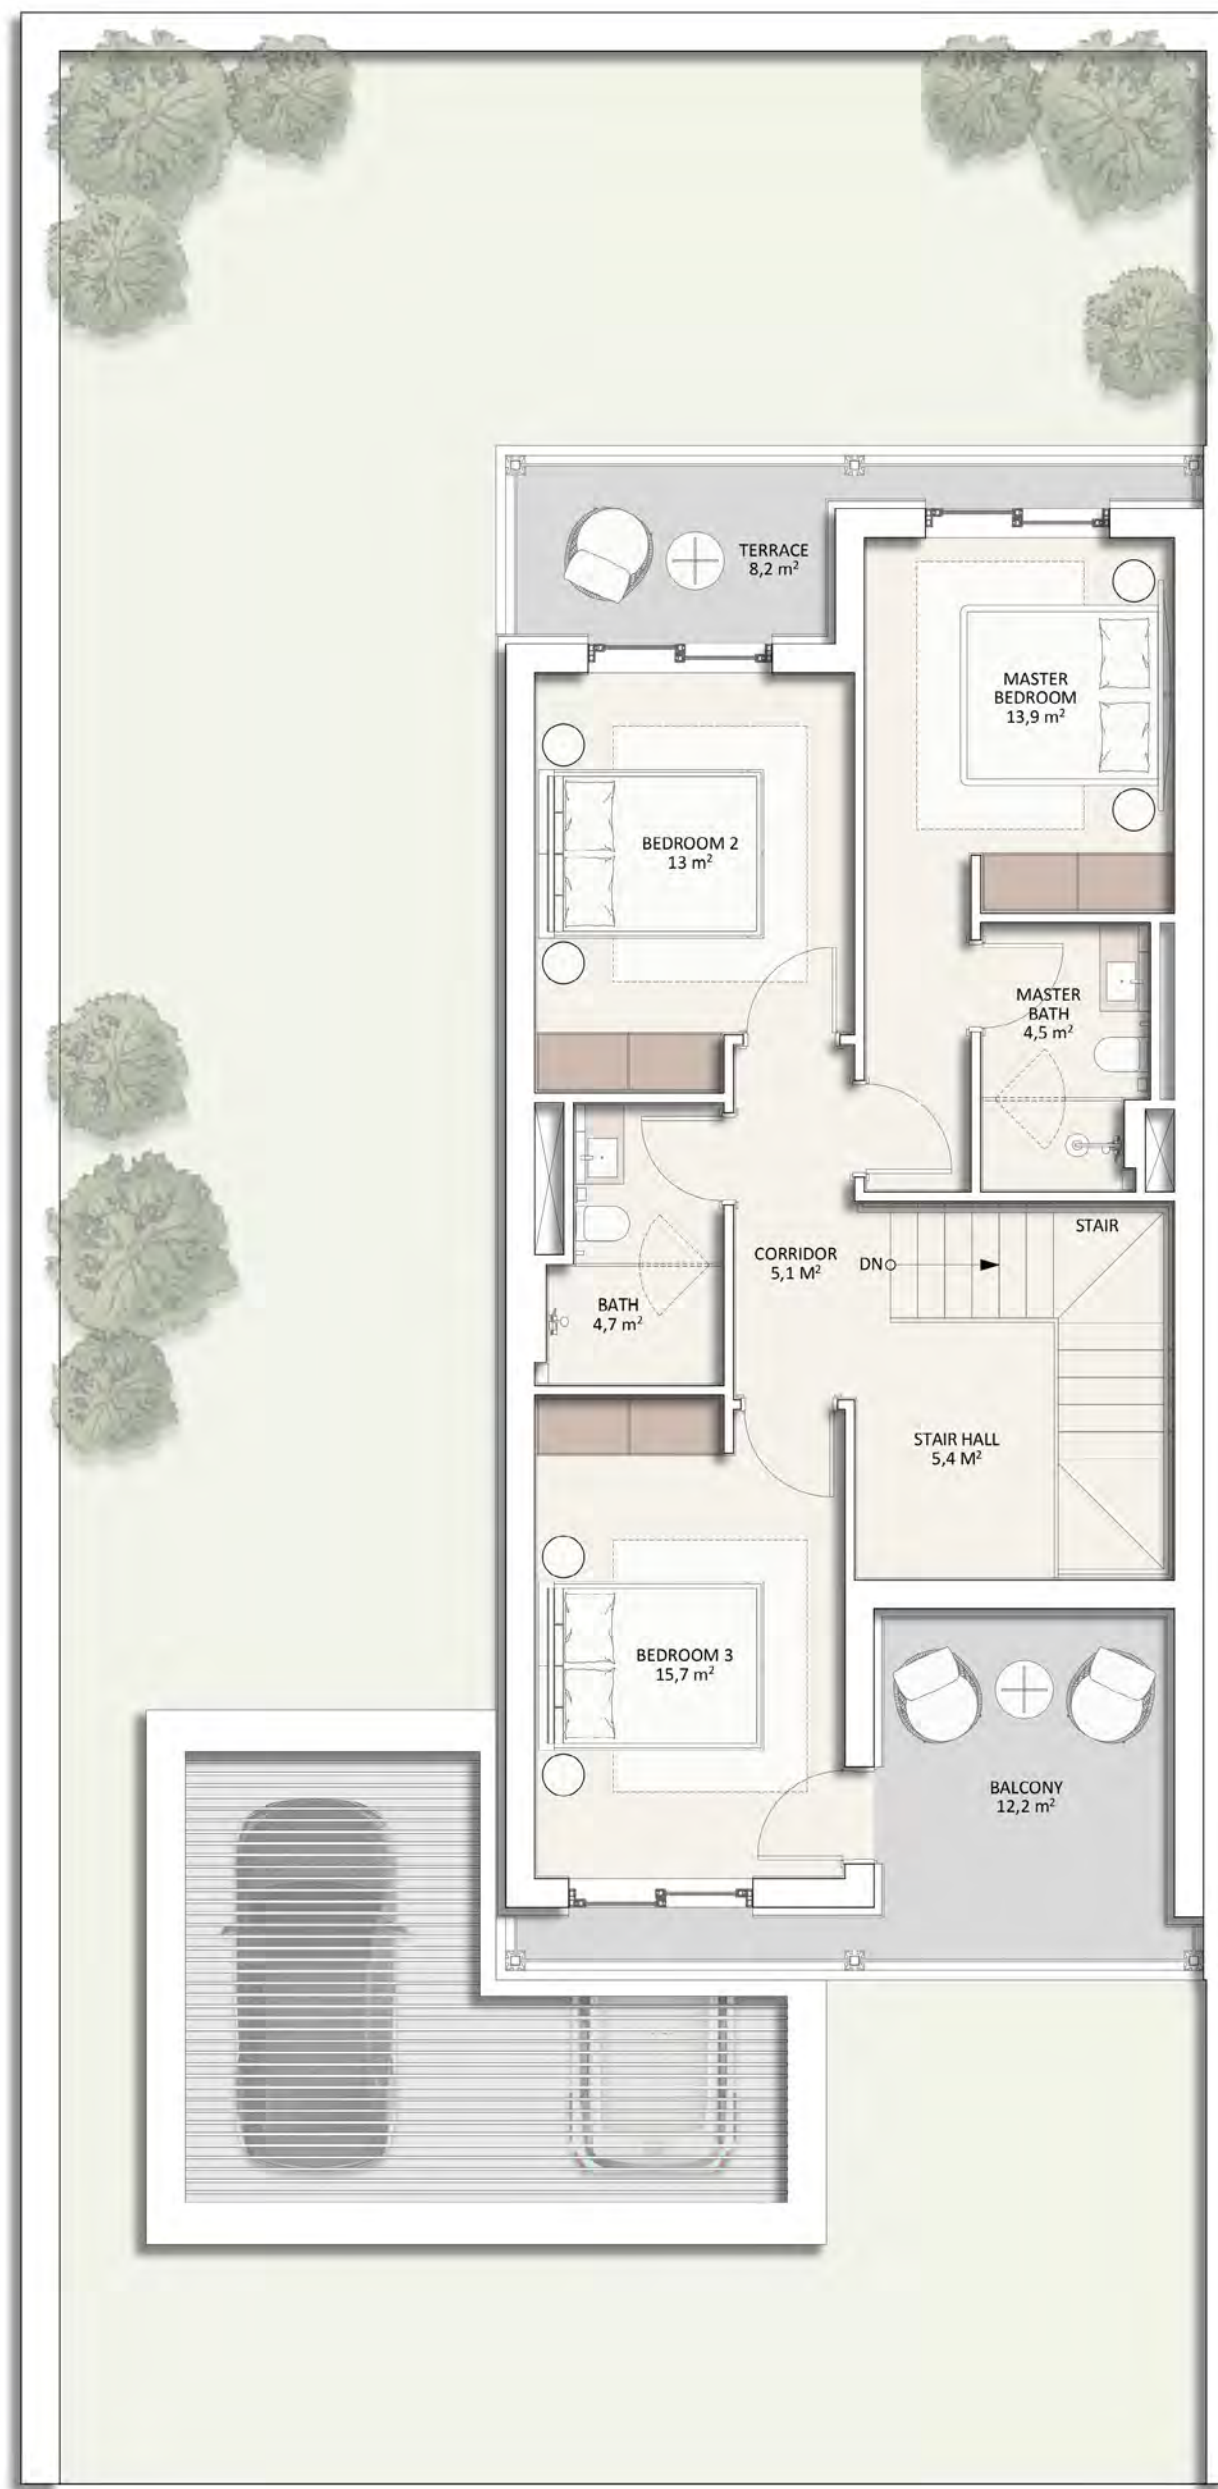 TERRACE
8,2 m²
MASTER
BEDROOM
13,9 m²
BEDROOM 2
13 m²
MASTER
BATH
4,5 m²
STAIR
CORRIDOR
5,1 M²
DN
BATH
4,7 m²
STAIR HALL
5,4 M²
BEDROOM 3
15,7 m²
BALCONY
12,2 m²